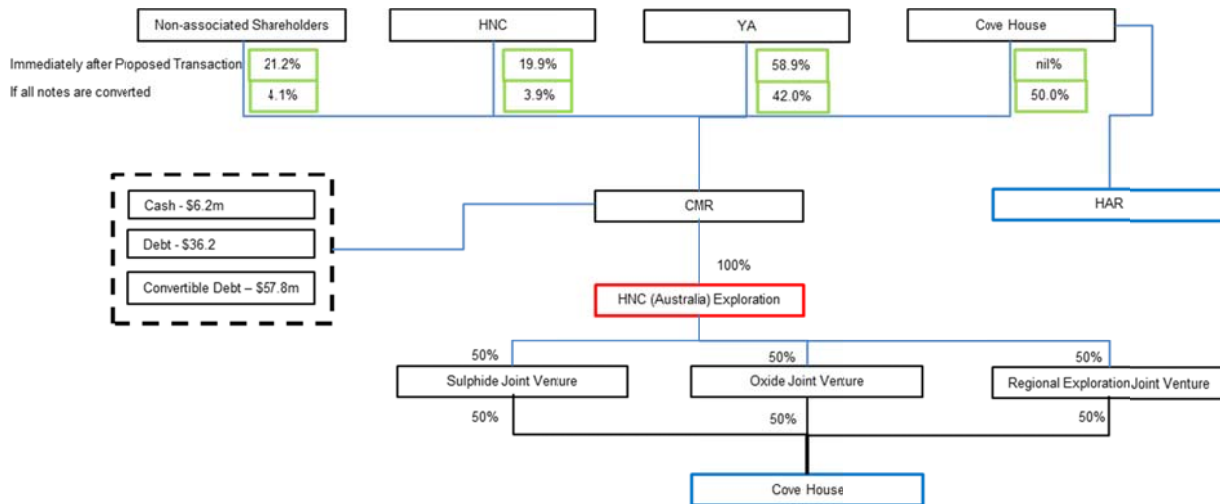 Non-associated Shareholders HNC YA Cove House
Immediately after Proposed Transaction 21.2% 19.9% 58.9% nil%
If all notes are converted 4.1% 3.9% 42.0% 50.0%
Cash - $6.2m
CMR
HAR
Debt - $36.2
Convertible Debt – $57.8m
100%
HNC (Australia) Exploration
50% 50% 50%
Sulphide Joint Venture Oxide Joint Venture Regional Exploration Joint Venture
50% 50% 50%
Cove House